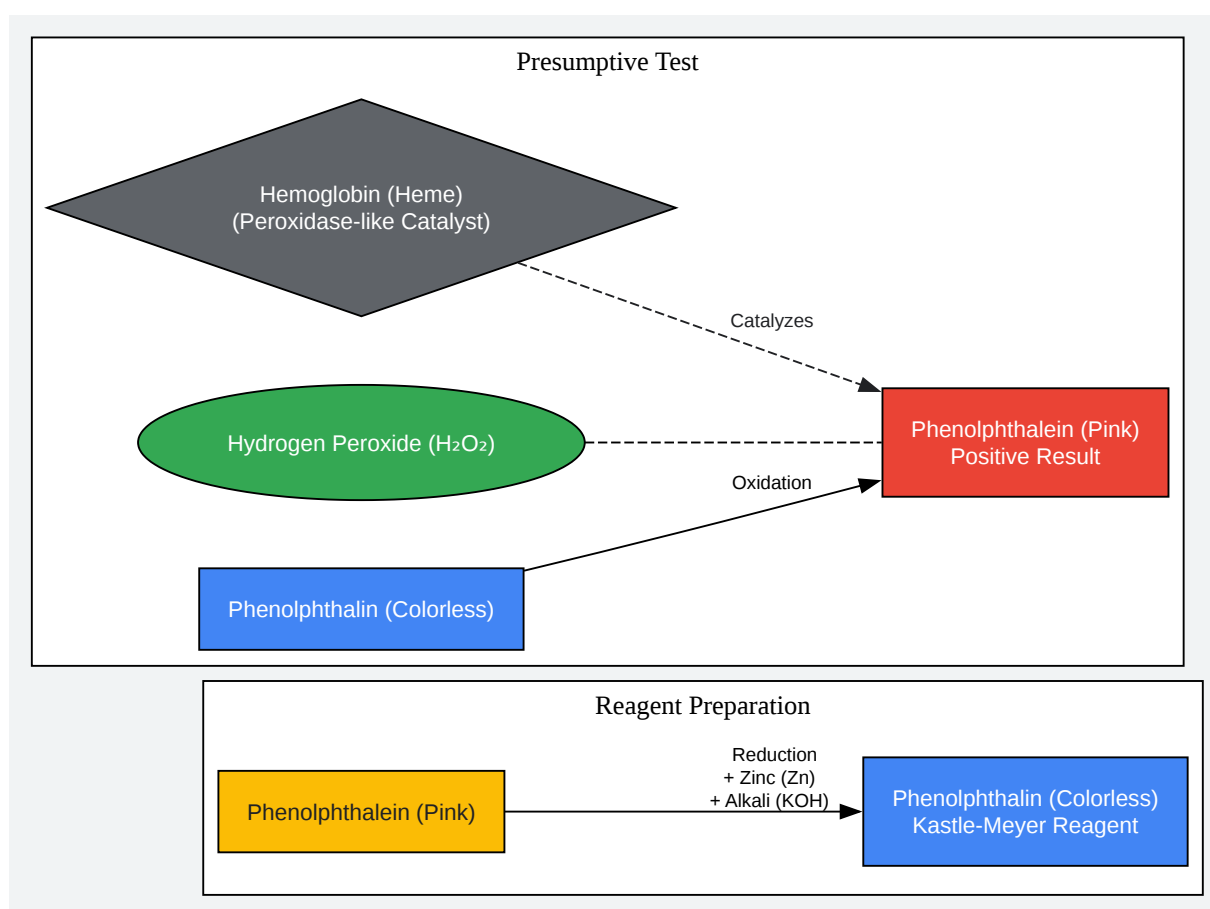 Presumptive Test
Hemoglobin (Heme)
(Peroxidase-like Catalyst)
Catalyzes
Hydrogen Peroxide (H₂O₂)
Phenolphthalein (Pink)
Positive Result
Oxidation
Phenolphthalin (Colorless)
Reagent Preparation
Phenolphthalein (Pink)
Reduction
+ Zinc (Zn)
+ Alkali (KOH)
Phenolphthalin (Colorless)
Kastle-Meyer Reagent